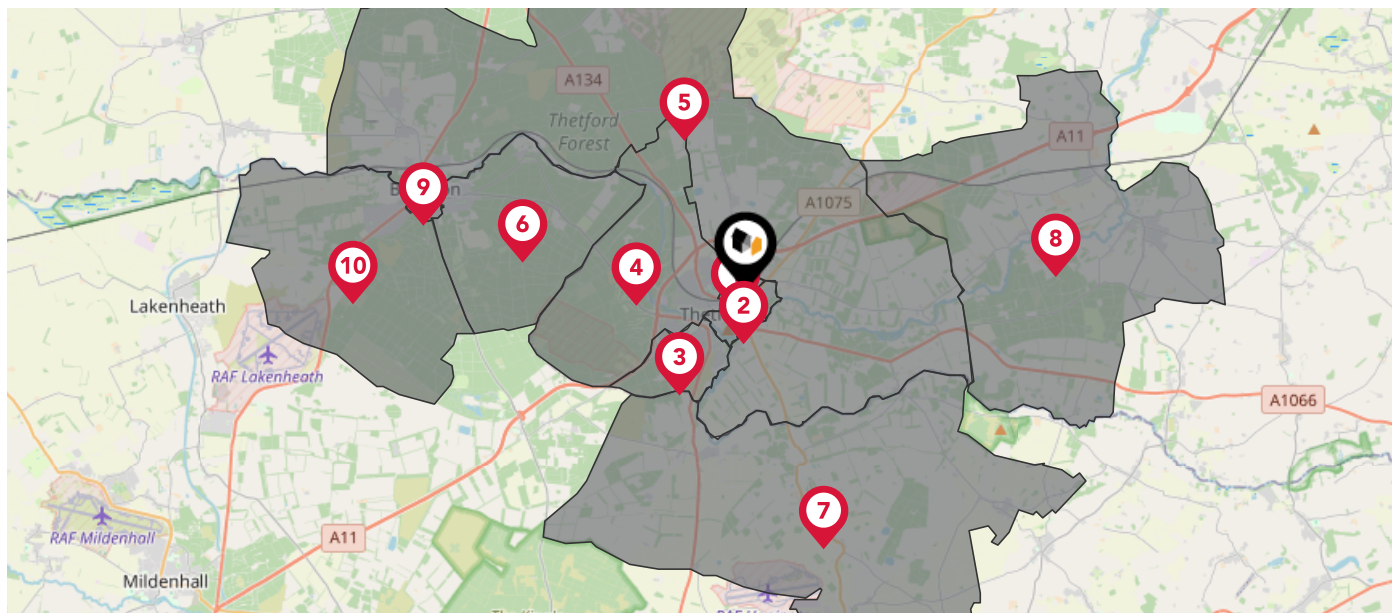 A134
5
Thetford
Forest
A11
9
A1075
6
8
10
4
Lakenheath
2
3
RAF Lakenheath
A1066
7
RAF Mildenhall
A11
Mildenhall